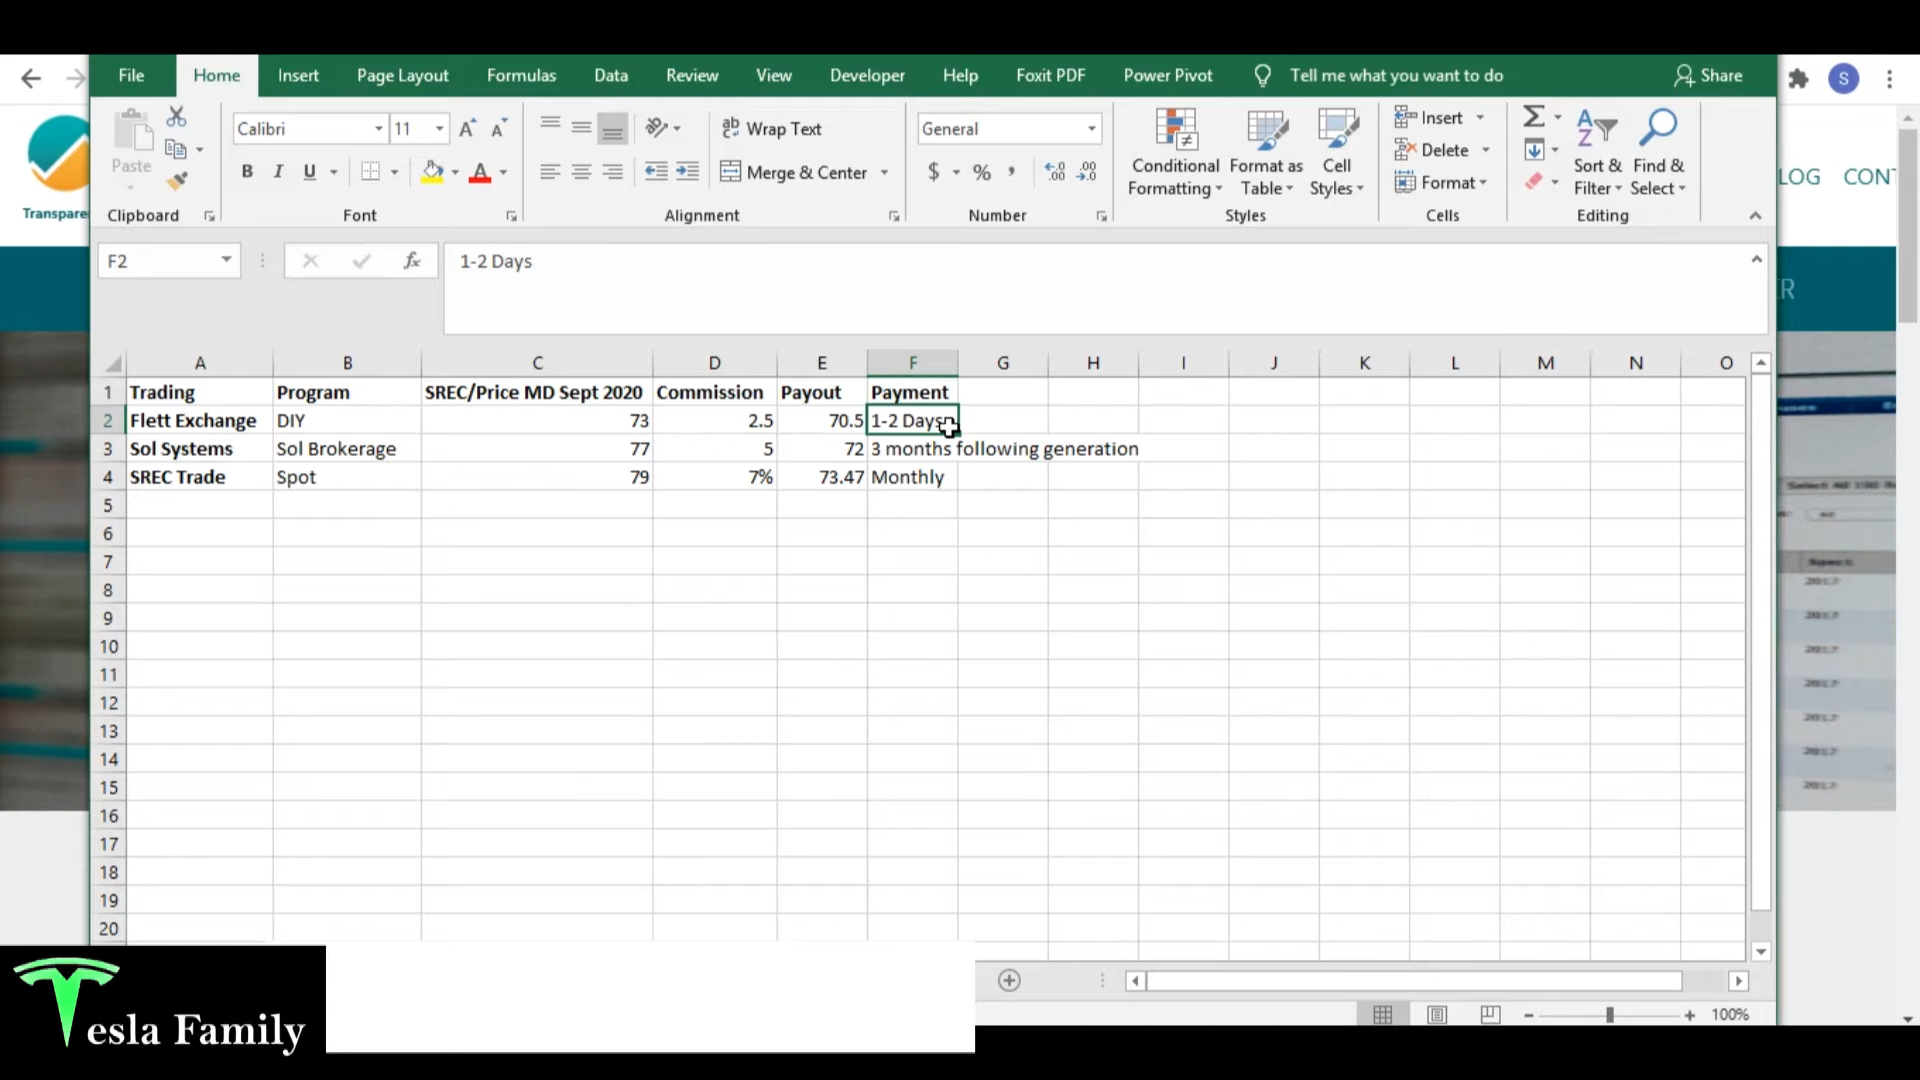 File Home Insert Page Layout Formulas Data Review View Developer Help Foxit PDF Power Pivot Tell me what you want to do Share
S
Calibri 11 Wrap Text General Insert
Paste B I U Merge & Center $ % Conditional Formatting Format as Table Cell Styles Delete Sort & Filter Find & Select
Format
Clipboard Font Alignment Number Styles Cells Editing
Transpare
LOG CONT
F2 fx 1-2 Days
ER
A B C D E F G H I J K L M N O
1 Trading Program SREC/Price MD Sept 2020 Commission Payout Payment
2 Flett Exchange DIY 73 2.5 70.5 1-2 Days
3 Sol Systems Sol Brokerage 77 5 72 3 months following generation
4 SREC Trade Spot 79 7% 73.47 Monthly
5
6
7
8
9
10
11
12
13
14
15
16
17
18
19
20
Tesla Family
100%